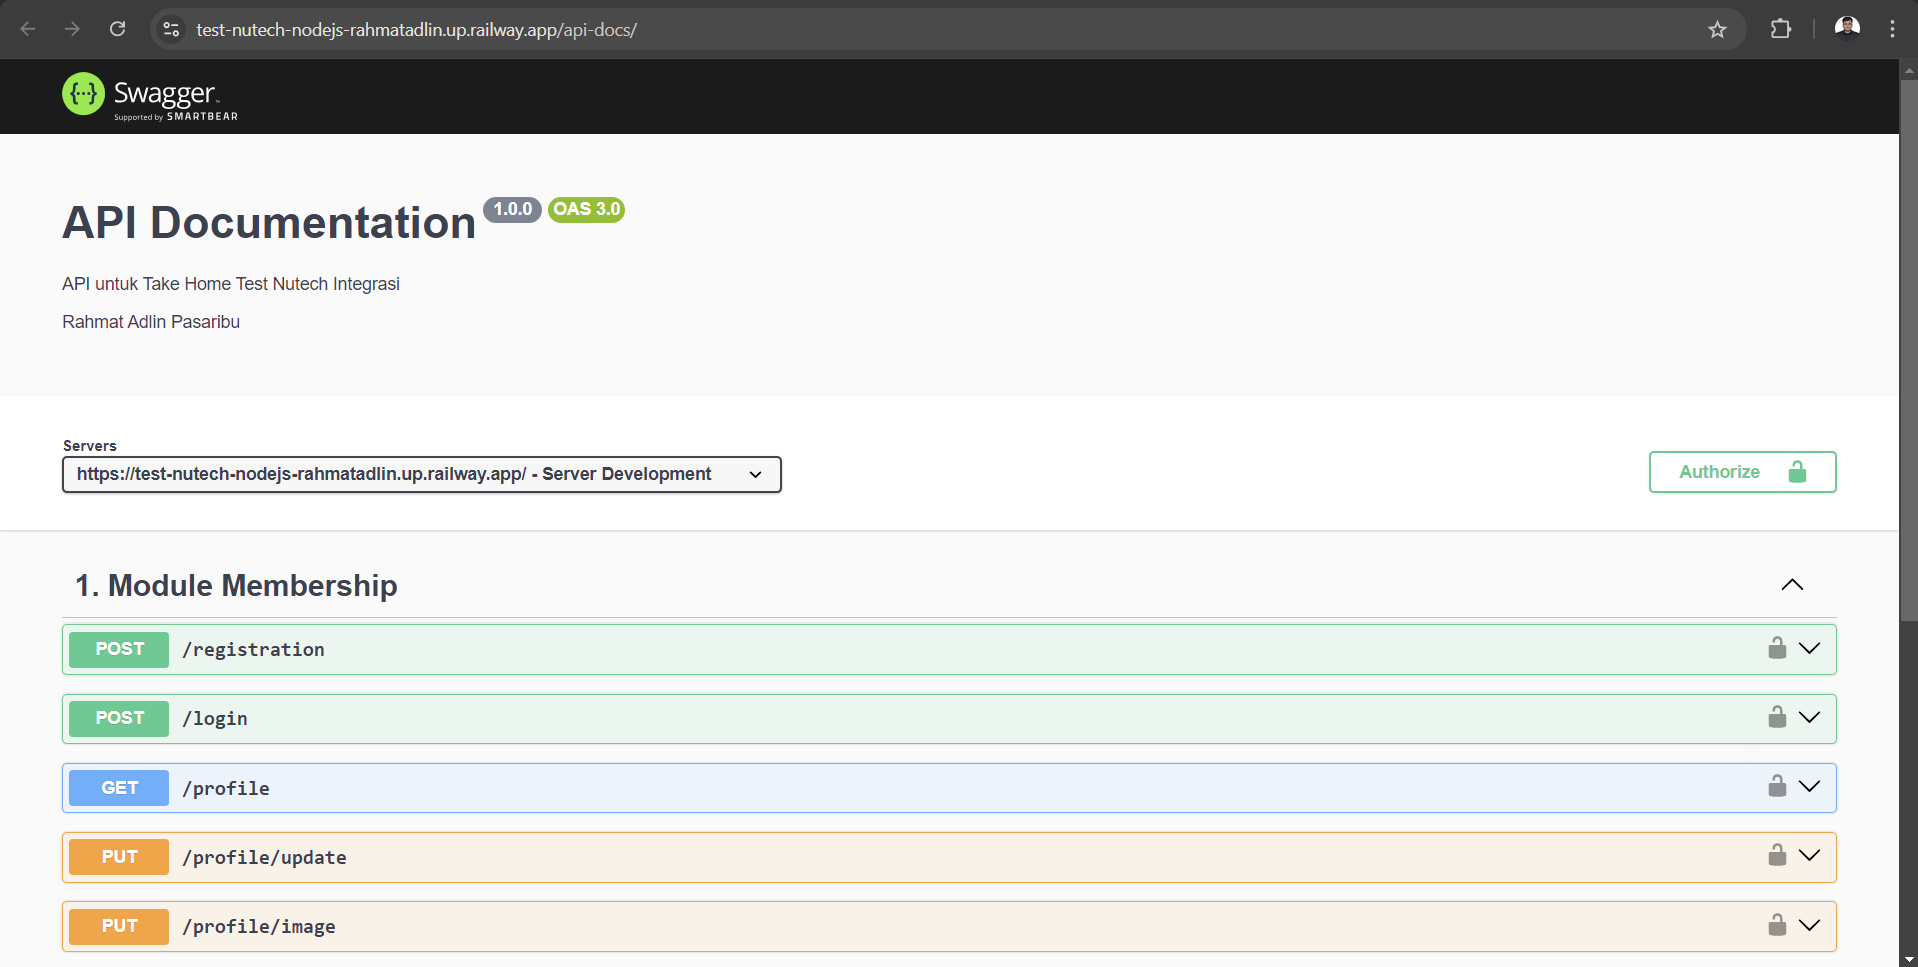 test-nutech-nodejs-rahmatadlin.up.railway.app/api-docs/
{···} Swagger™
Supported by SMARTBEAR
API Documentation 1.0.0 OAS 3.0
API untuk Take Home Test Nutech Integrasi
Rahmat Adlin Pasaribu
Servers
https://test-nutech-nodejs-rahmatadlin.up.railway.app/ - Server Development
Authorize
1. Module Membership
POST /registration
POST /login
GET /profile
PUT /profile/update
PUT /profile/image